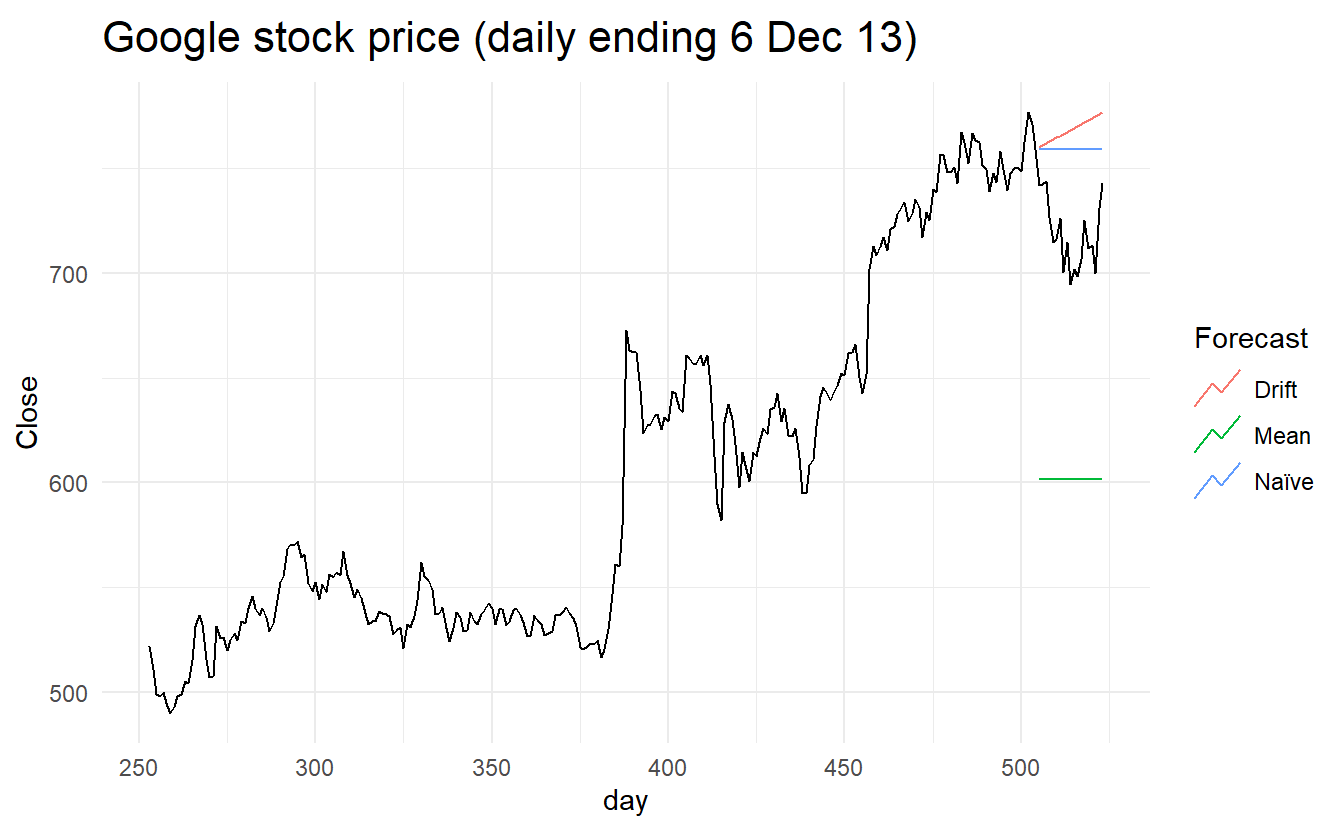 Google stock price (daily ending 6 Dec 13)
Close
700
600
500
250 300 350 400 450 500
day
Forecast
Drift
Mean
Naïve